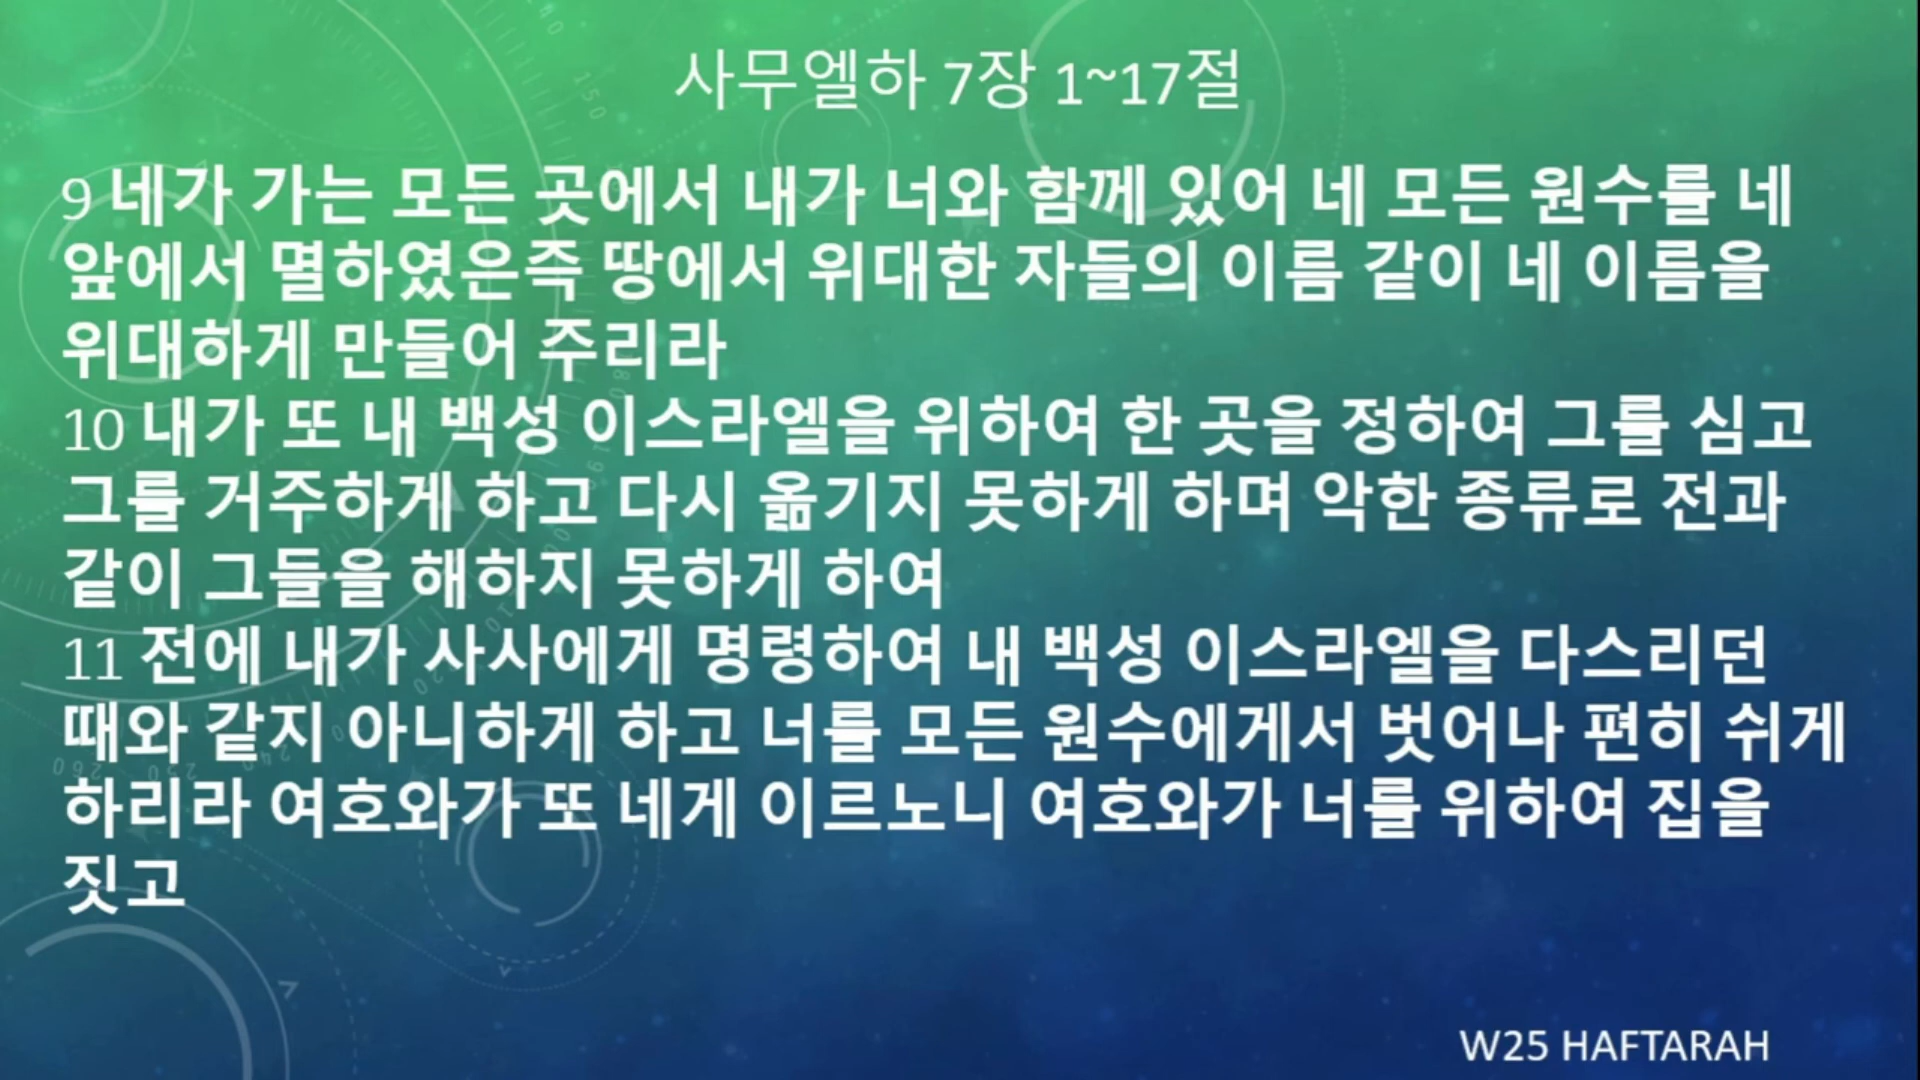 사무엘하 7장 1~17절
9 네가 가는 모든 곳에서 내가 너와 함께 있어 네 모든 원수를 네
앞에서 멸하였은즉 땅에서 위대한 자들의 이름 같이 네 이름을
위대하게 만들어 주리라
10 내가 또 내 백성 이스라엘을 위하여 한 곳을 정하여 그를 심고
그를 거주하게 하고 다시 옮기지 못하게 하며 악한 종류로 전과
같이 그들을 해하지 못하게 하여
11 전에 내가 사사에게 명령하여 내 백성 이스라엘을 다스리던
때와 같지 아니하게 하고 너를 모든 원수에게서 벗어나 편히 쉬게
하리라 여호와가 또 네게 이르노니 여호와가 너를 위하여 집을
짓고
W25 HAFTARAH